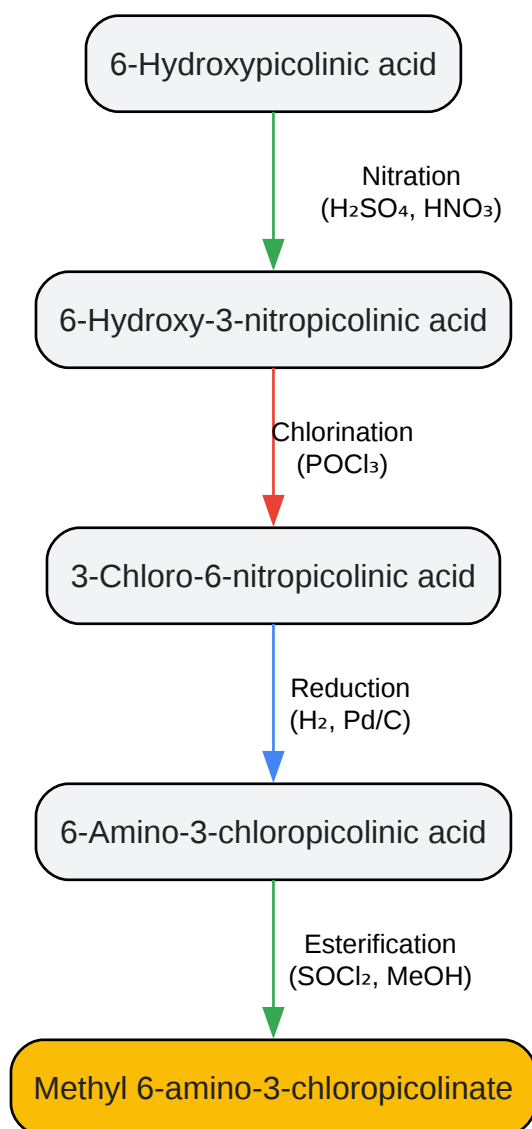 6-Hydroxypicolinic acid
Nitration
(H₂SO₄, HNO₃)
6-Hydroxy-3-nitropicolinic acid
Chlorination
(POCl₃)
3-Chloro-6-nitropicolinic acid
Reduction
(H₂, Pd/C)
6-Amino-3-chloropicolinic acid
Esterification
(SOCl₂, MeOH)
Methyl 6-amino-3-chloropicolinate